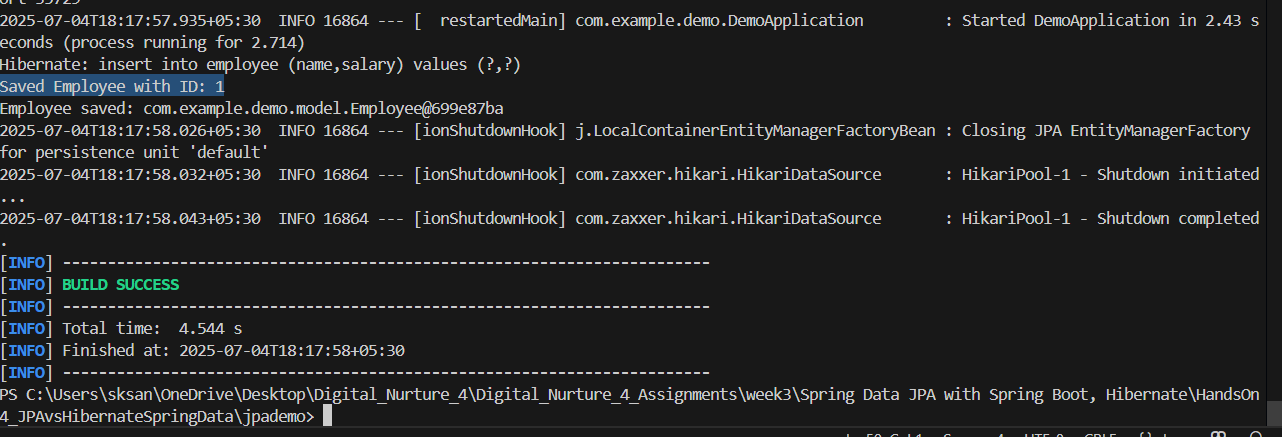 2025-07-04T18:17:57.935+05:30  INFO 16864 --- [  restartedMain] com.example.demo.DemoApplication         : Started DemoApplication in 2.43 s
econds (process running for 2.714)
Hibernate: insert into employee (name,salary) values (?,?)
Saved Employee with ID: 1
Employee saved: com.example.demo.model.Employee@699e87ba
2025-07-04T18:17:58.026+05:30  INFO 16864 --- [ionShutdownHook] j.LocalContainerEntityManagerFactoryBean : Closing JPA EntityManagerFactory
for persistence unit 'default'
2025-07-04T18:17:58.032+05:30  INFO 16864 --- [ionShutdownHook] com.zaxxer.hikari.HikariDataSource       : HikariPool-1 - Shutdown initiated
...
2025-07-04T18:17:58.043+05:30  INFO 16864 --- [ionShutdownHook] com.zaxxer.hikari.HikariDataSource       : HikariPool-1 - Shutdown completed
.
[INFO] ------------------------------------------------------------------------
[INFO] BUILD SUCCESS
[INFO] ------------------------------------------------------------------------
[INFO] Total time:  4.544 s
[INFO] Finished at: 2025-07-04T18:17:58+05:30
[INFO] ------------------------------------------------------------------------
PS C:\Users\sksan\OneDrive\Desktop\Digital_Nurture_4\Digital_Nurture_4_Assignments\week3\Spring Data JPA with Spring Boot, Hibernate\HandsOn
4_JPAvsHibernateSpringData\jpademo>